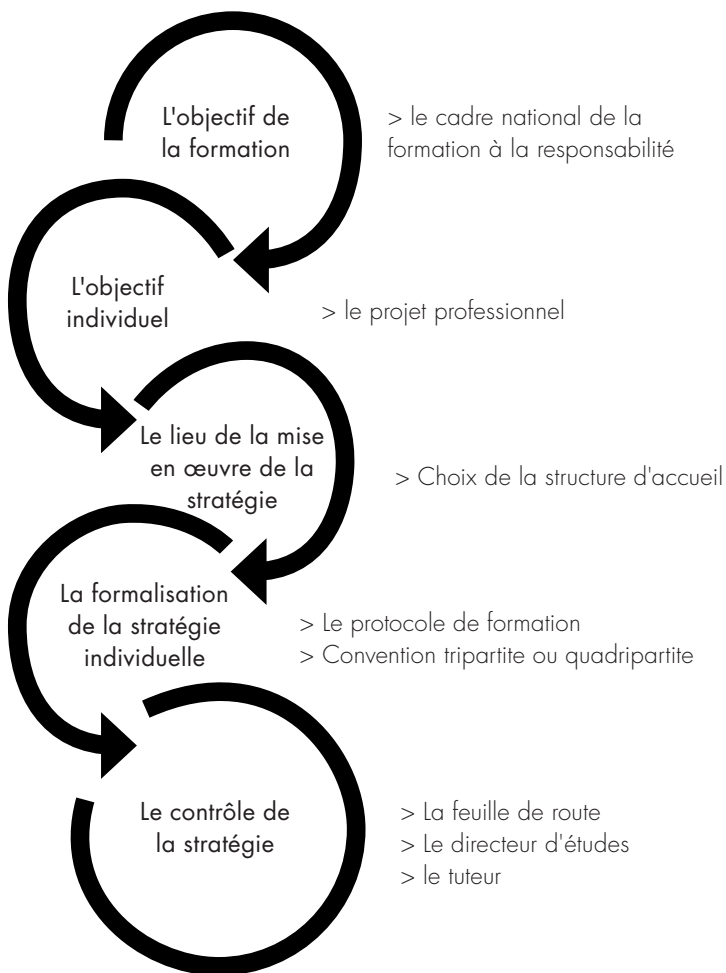 L'objectif de
la formation
> le cadre national de la
formation à la responsabilité
L'objectif
individuel
> le projet professionnel
Le lieu de la mise
en œuvre de la
stratégie
> Choix de la structure d'accueil
La formalisation
de la stratégie
individuelle
> Le protocole de formation
> Convention tripartite ou quadripartite
Le contrôle de
la stratégie
> La feuille de route
> Le directeur d'études
> le tuteur